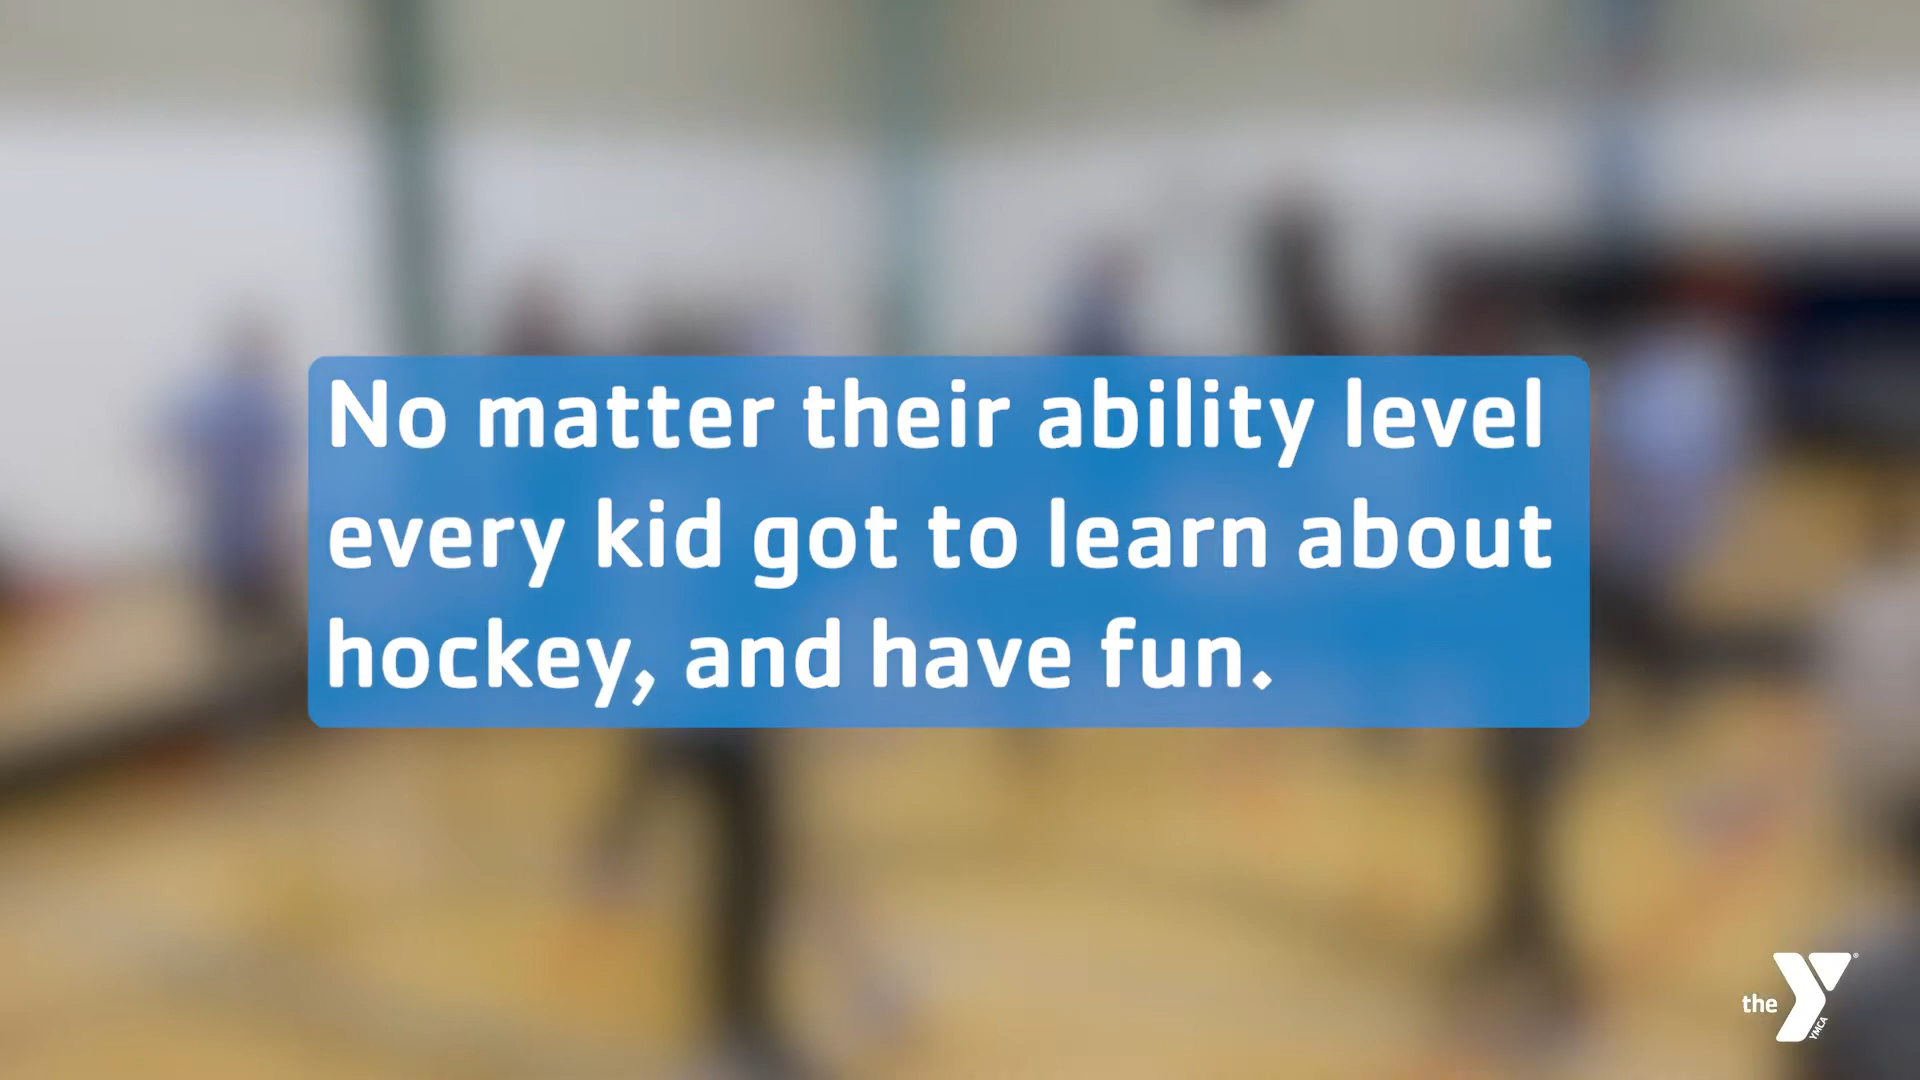 No matter their ability level
every kid got to learn about
hockey, and have fun.
the Y
YMCA